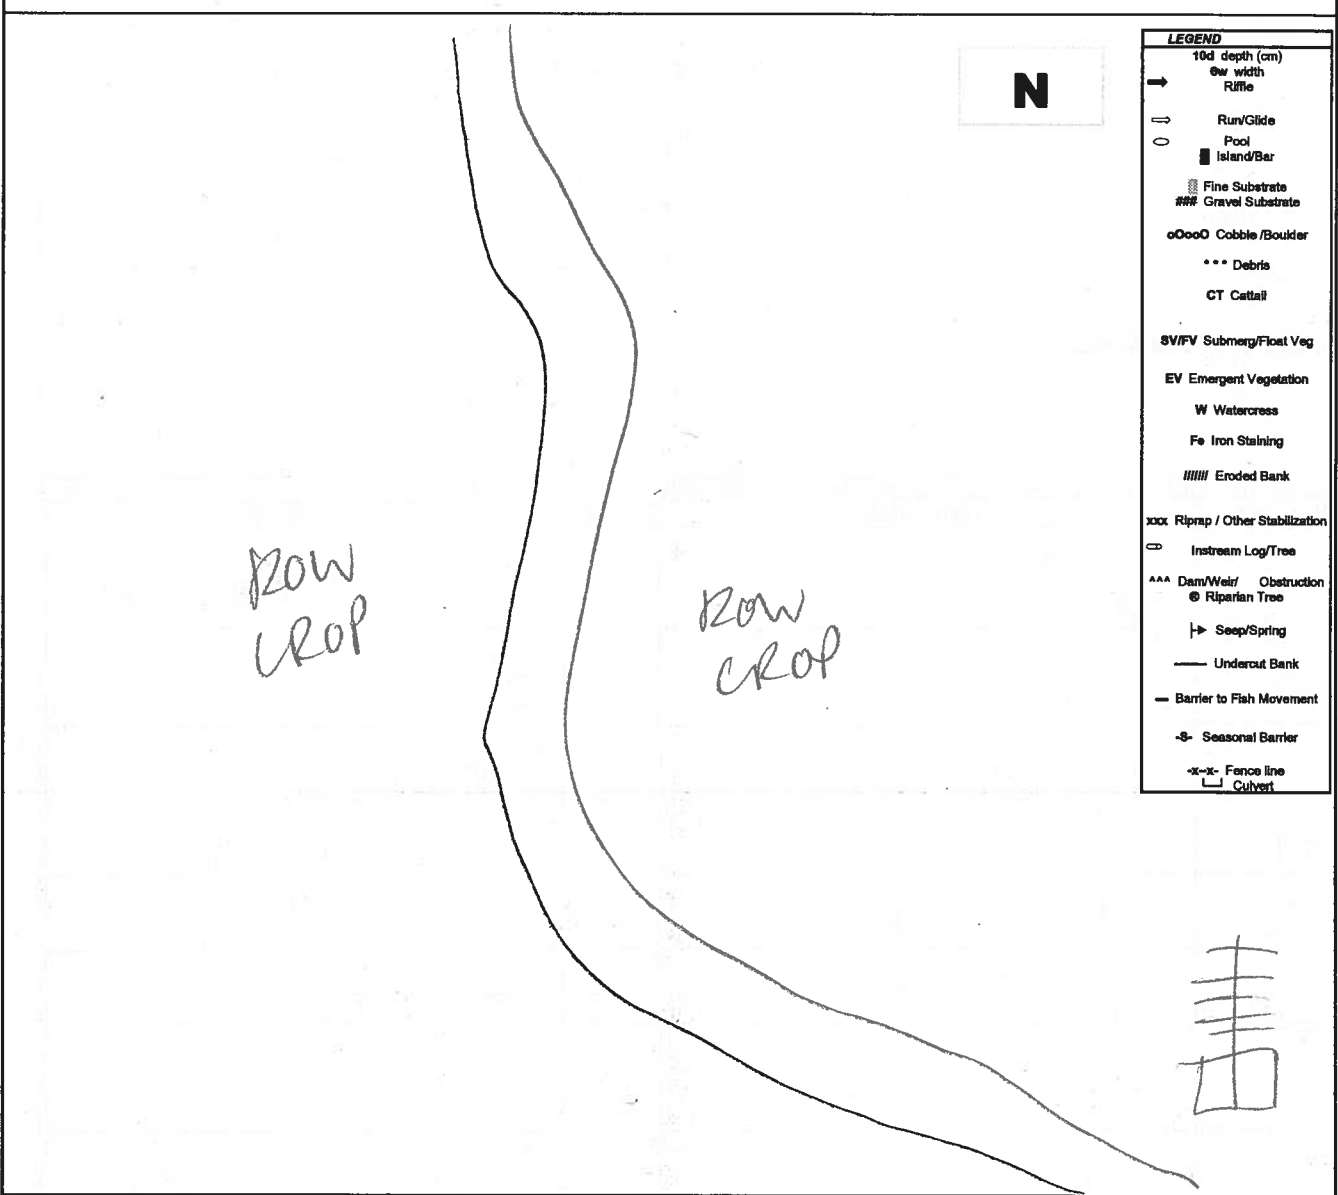 N
LEGEND
10d depth (cm)
6w width
Riffle
Run/Glide
Pool
Island/Bar
Fine Substrate
### Gravel Substrate
oOooO Cobble /Boulder
*** Debris
CT Cattail
SV/FV Submerg/Float Veg
EV Emergent Vegetation
W Watercress
Fe Iron Staining
/////// Eroded Bank
xxx Riprap / Other Stabilization
Instream Log/Tree
^^^ Dam/Weir/ Obstruction
® Riparian Tree
Seep/Spring
Undercut Bank
Barrier to Fish Movement
-S- Seasonal Barrier
-x--x- Fence line
Culvert
ROW
CROP
ROW
CROP